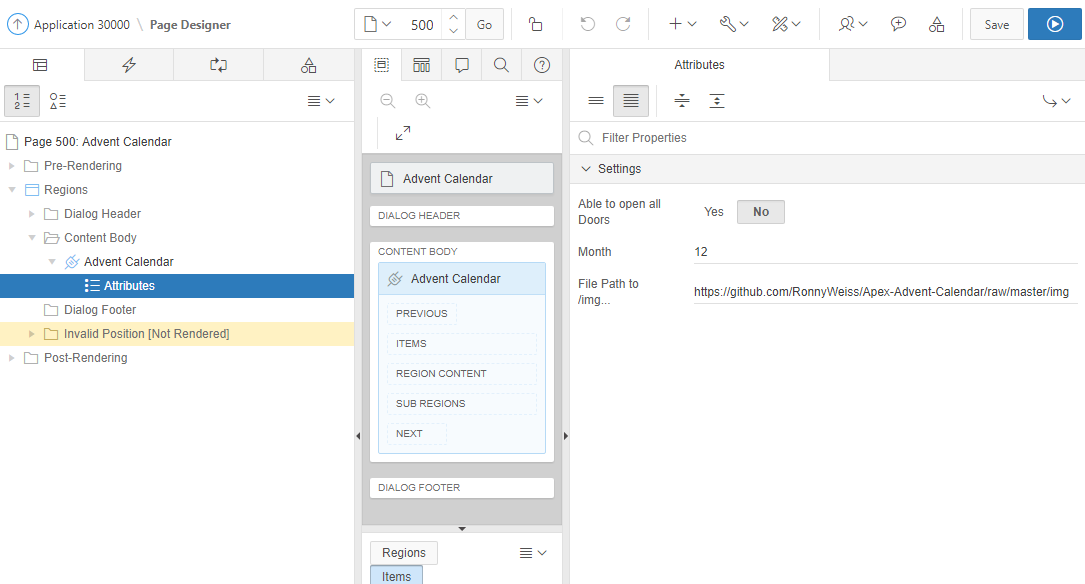 Application 30000 \ Page Designer
500
Go
Save
Attributes
1
2
Filter Properties
Page 500: Advent Calendar
Pre-Rendering
Regions
Dialog Header
Content Body
Advent Calendar
Attributes
Dialog Footer
Invalid Position [Not Rendered]
Post-Rendering
Advent Calendar
DIALOG HEADER
CONTENT BODY
Advent Calendar
PREVIOUS
ITEMS
REGION CONTENT
SUB REGIONS
NEXT
DIALOG FOOTER
Regions
Items
Settings
Able to open all
Doors
Yes
No
Month
12
File Path to
/img...
https://github.com/RonnyWeiss/Apex-Advent-Calendar/raw/master/img